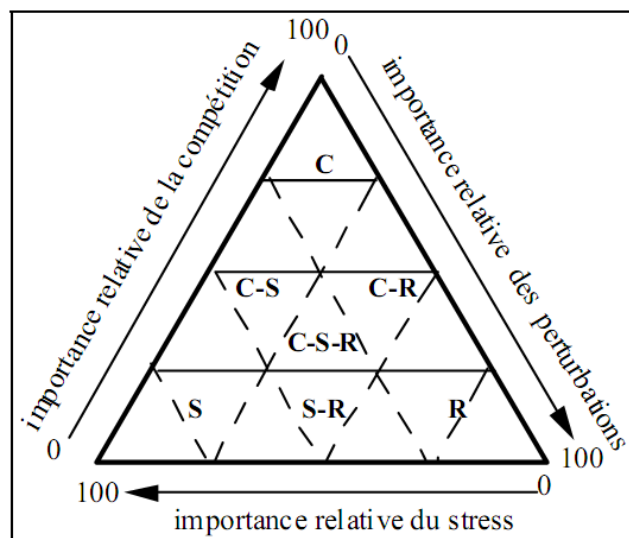 100
0
importance relative de la compétition
importance relative des perturbations
C
C-S
C-R
C-S-R
S
S-R
R
0
100
100
0
importance relative du stress